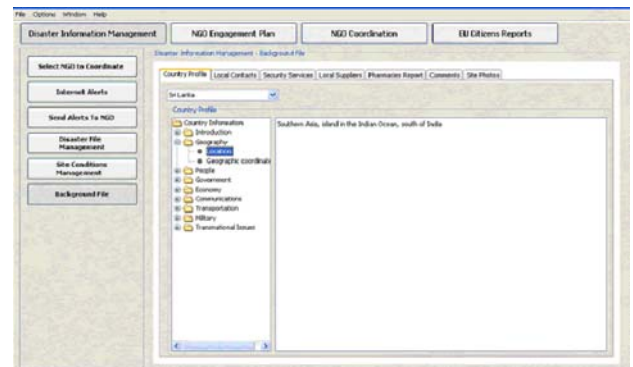 File Options Window Help
Disaster Information Management NGO Engagement Plan NGO Coordination EU Citizens Reports
Disaster Information Management - Background File
Select NGO to Coordinate
Internet Alerts
Send Alerts To NGO
Disaster File
Management
Site Conditions
Management
Background File
Country Profile Local Contacts Security Services Local Suppliers Pharmacies Report Comments Site Photos
Sri Lanka
Country Profile
Country Information
Introduction
Geography
Location
Geographic coordinate
People
Government
Economy
Communications
Transportation
Military
Transnational Issues
Southern Asia, island in the Indian Ocean, south of India